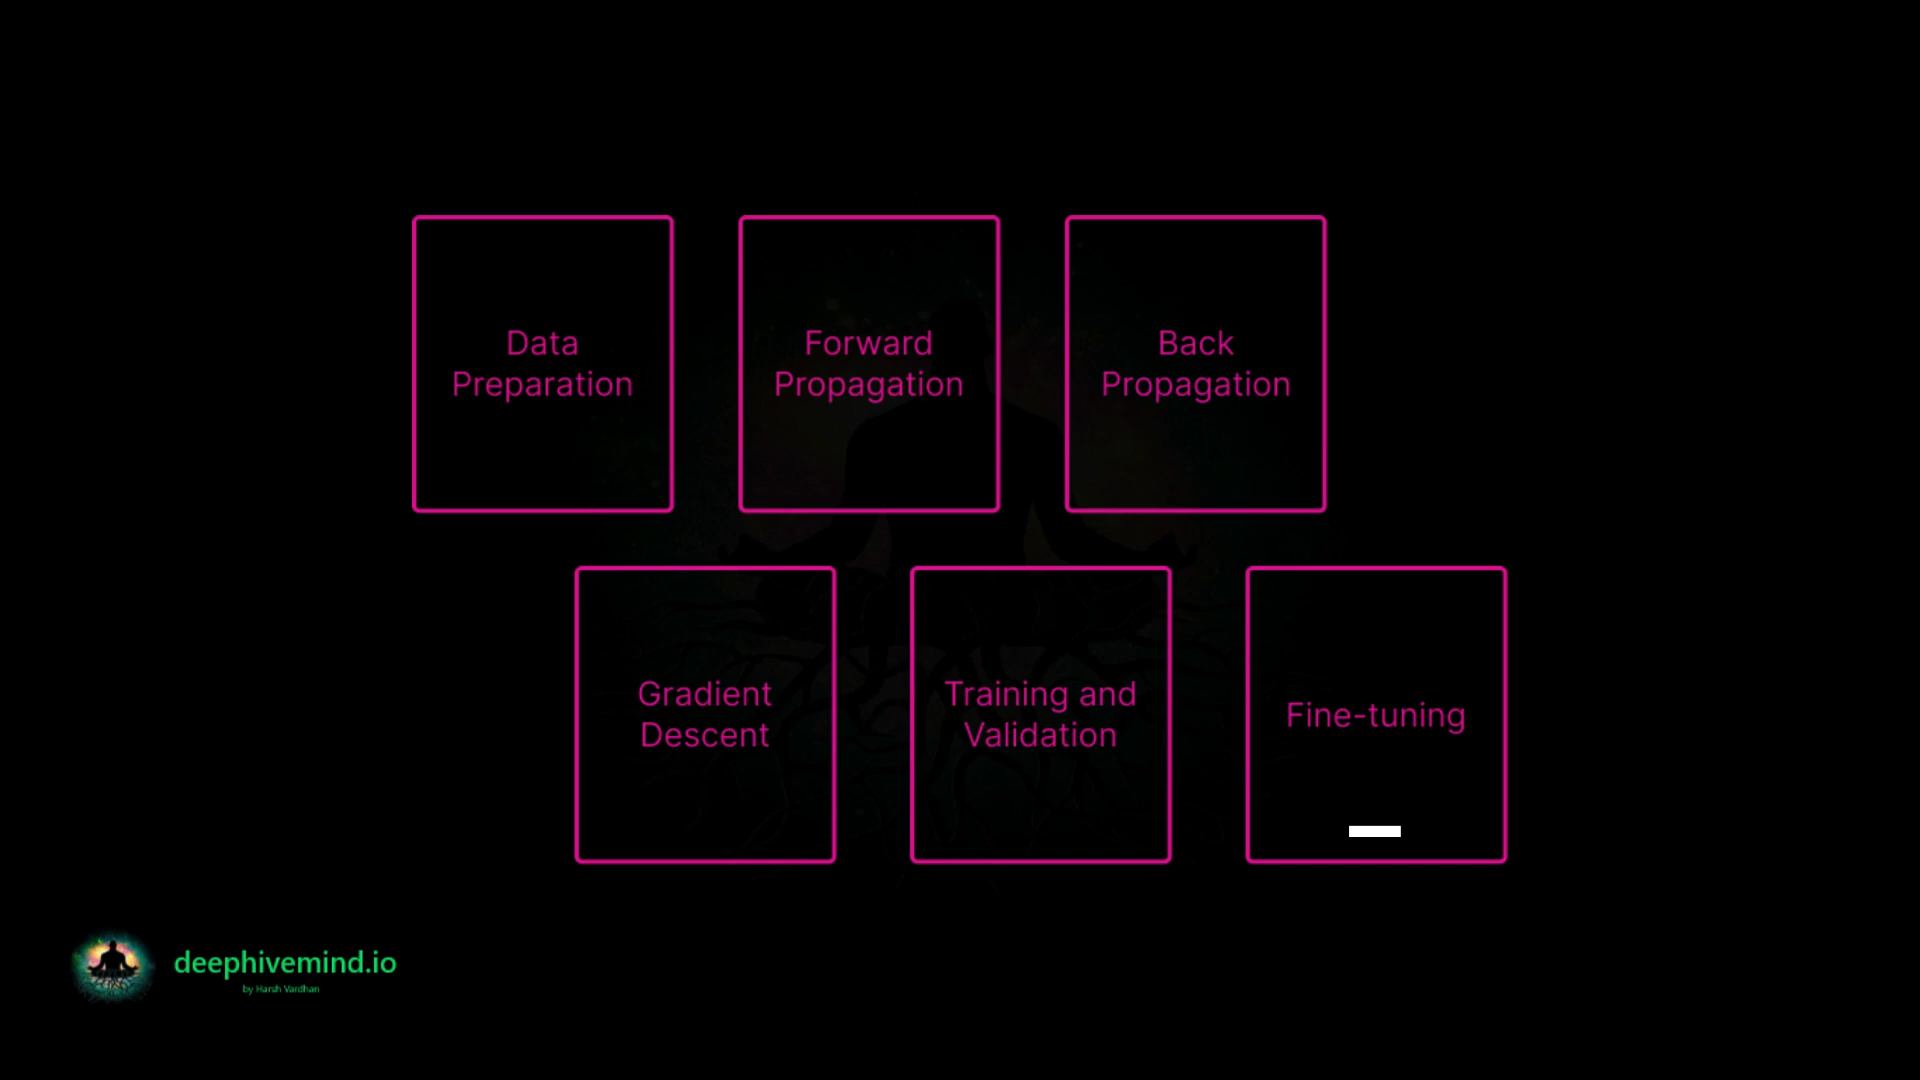 Data
Preparation
Forward
Propagation
Back
Propagation
Gradient
Descent
Training and
Validation
Fine-tuning
deephivemind.io
by Harsh Vardhan